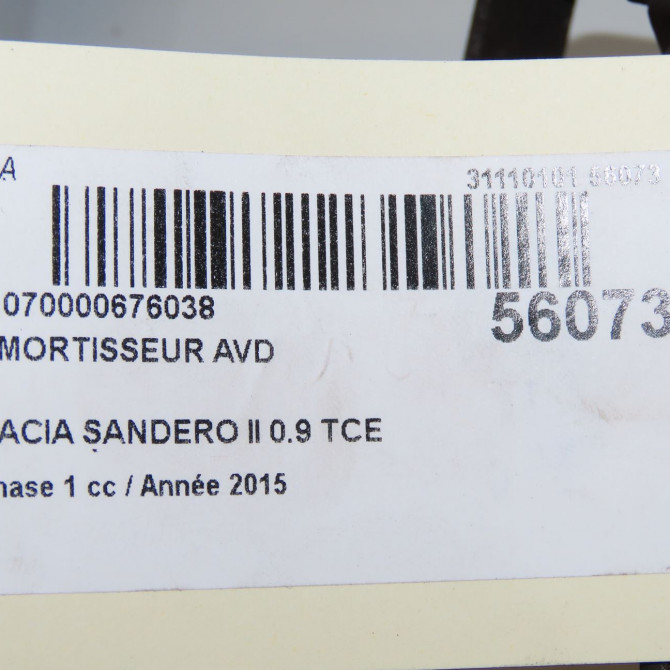 A
31110101 56073
070000676038
56073
MORTISSEUR AVD
ACIA SANDERO II 0.9 TCE
hase 1 cc / Année 2015